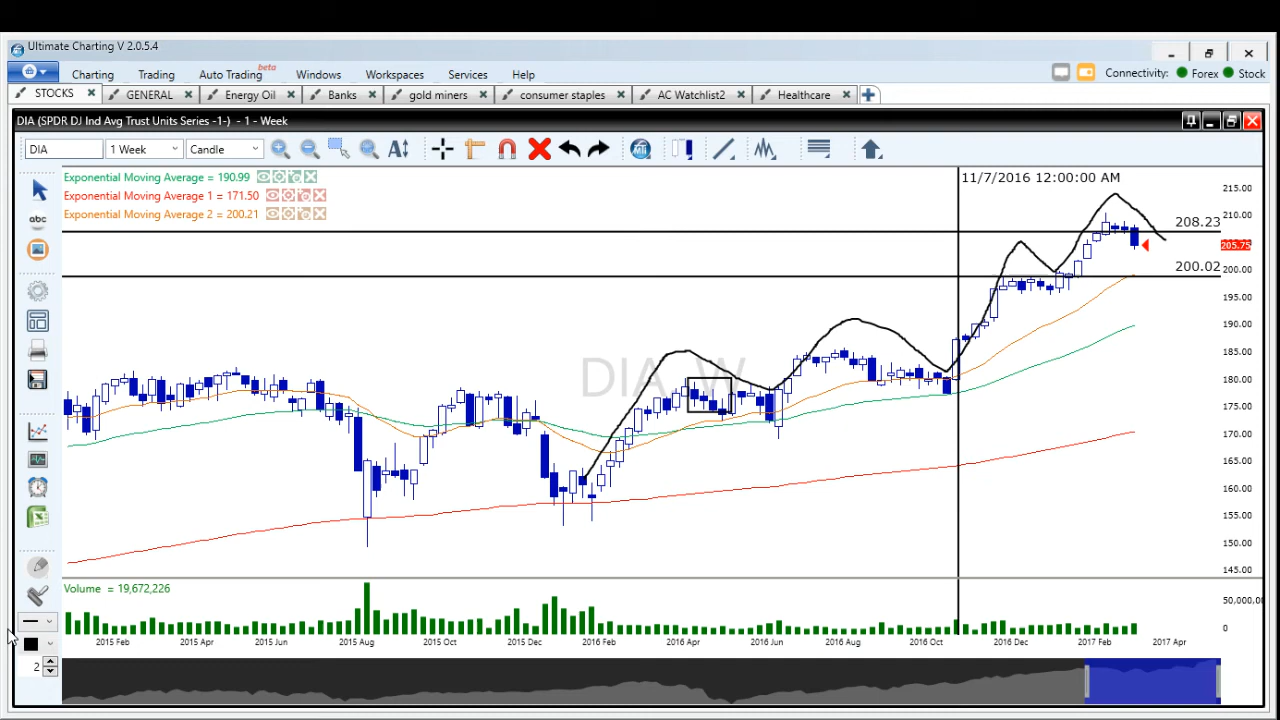 Ultimate Charting V 2.0.5.4
Charting Trading Auto Trading beta Windows Workspaces Services Help Connectivity: Forex Stock
STOCKS GENERAL Energy Oil Banks gold miners consumer staples AC Watchlist2 Healthcare
DIA (SPDR DJ Ind Avg Trust Units Series -1-) - 1 - Week
DIA 1 Week Candle
Exponential Moving Average = 190.99
Exponential Moving Average 1 = 171.50
Exponential Moving Average 2 = 200.21
11/7/2016 12:00:00 AM
abc
DIA, W
215.00
210.00
208.23
205.75
200.02
200.00
195.00
190.00
185.00
180.00
175.00
170.00
165.00
160.00
155.00
150.00
145.00
Volume = 19,672,226
50,000,0
0
2015 Feb 2015 Apr 2015 Jun 2015 Aug 2015 Oct 2015 Dec 2016 Feb 2016 Apr 2016 Jun 2016 Aug 2016 Oct 2016 Dec 2017 Feb 2017 Apr
2